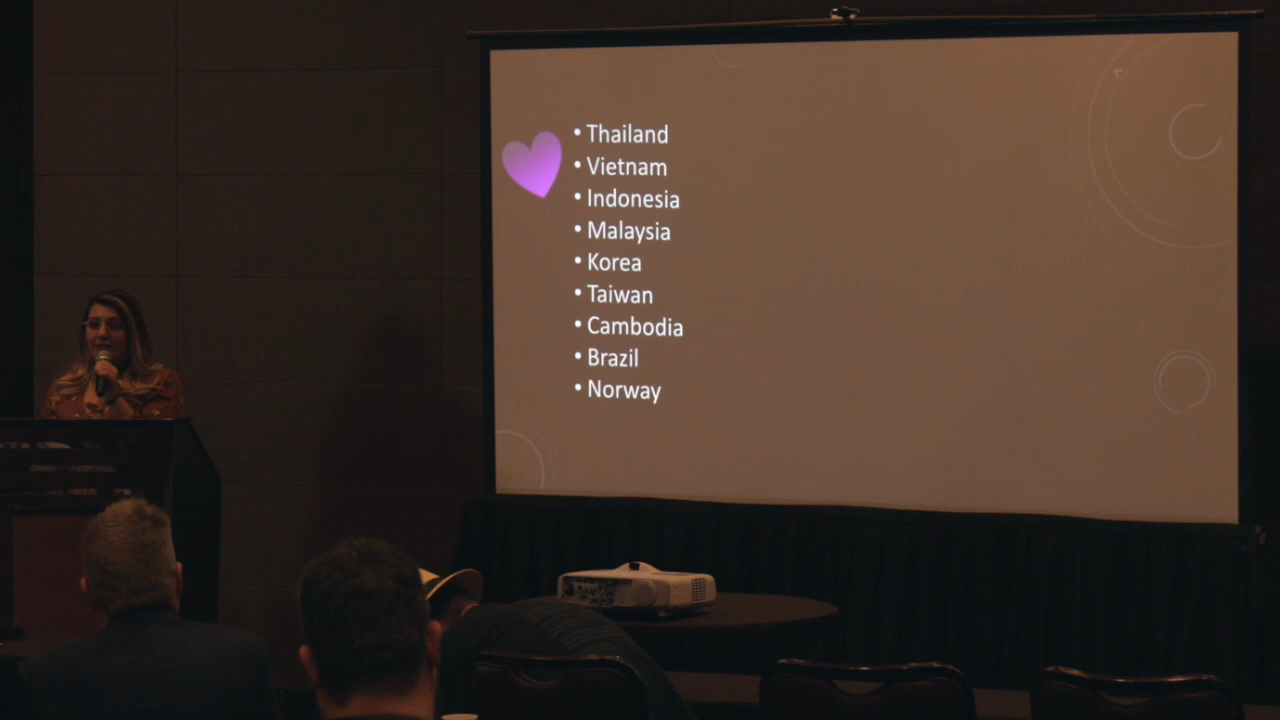 • Thailand
• Vietnam
• Indonesia
• Malaysia
• Korea
• Taiwan
• Cambodia
• Brazil
• Norway